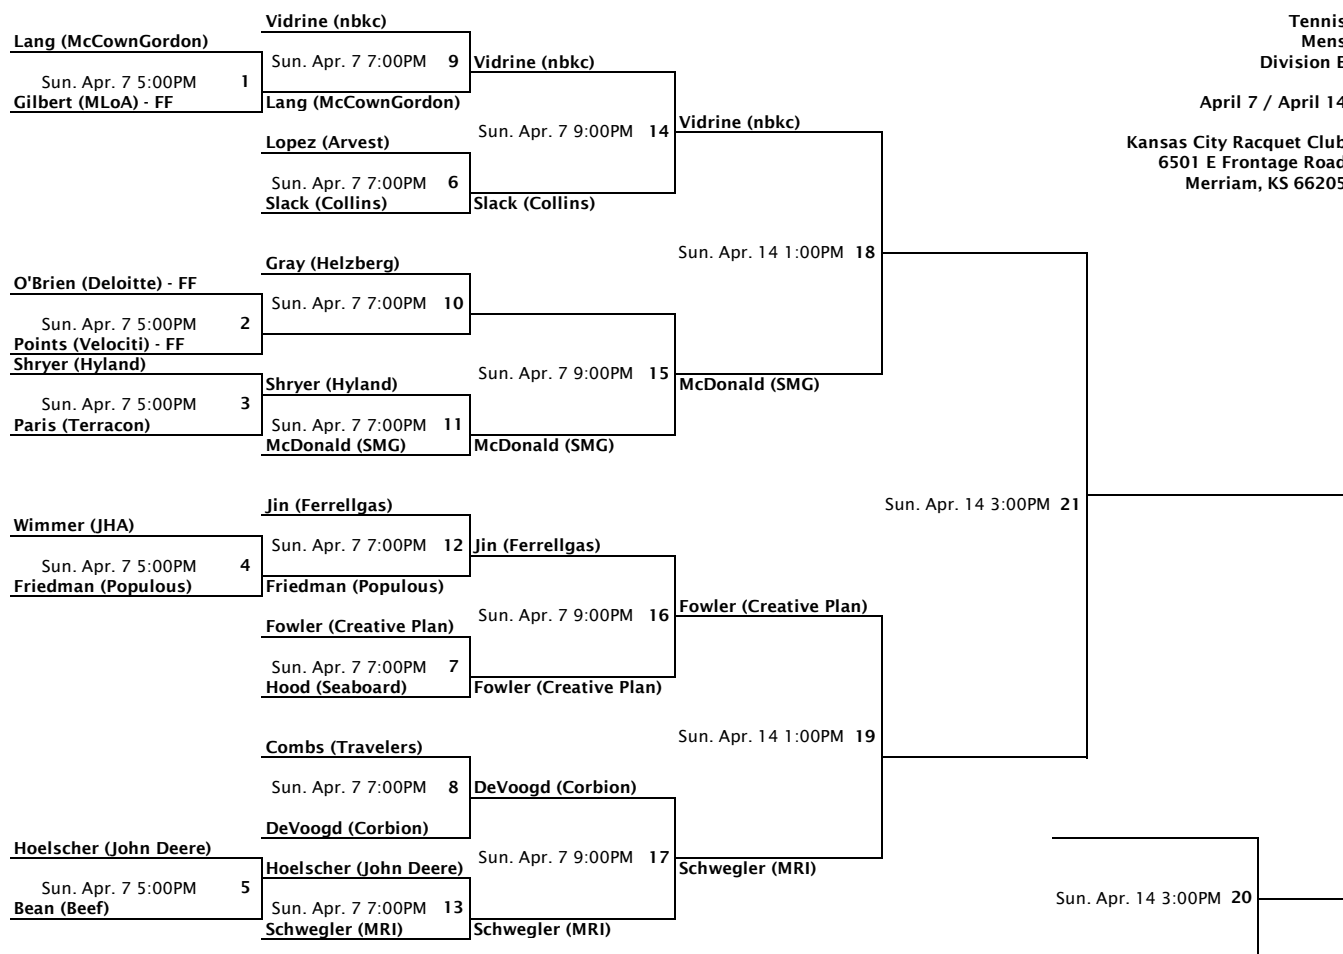 Vidrine (nbkc)
Tennis
Lang (McCownGordon)
Mens
Sun. Apr. 7 7:00PM 9
Vidrine (nbkc)
Division
Sun. Apr. 7 5:00PM 1
Gilbert (MLoA) - FF
Lang (McCownGordon)
April 7 / April 14
Vidrine (nbkc)
Sun. Apr. 7 9:00PM 14
Lopez (Arvest)
Kansas City Racquet Club
6501 E Frontage Road
Sun. Apr. 7 7:00PM 6
Merriam, KS 66205
Slack (Collins)
Slack (Collins)
Sun. Apr. 14 1:00PM 18
Gray (Helzberg)
O'Brien (Deloitte) - FF
Sun. Apr. 7 7:00PM 10
Sun. Apr. 7 5:00PM 2
Points (Velociti) - FF
Shryer (Hyland)
Sun. Apr. 7 9:00PM 15
Shryer (Hyland)
McDonald (SMG)
Sun. Apr. 7 5:00PM 3
Paris (Terracon)
Sun. Apr. 7 7:00PM 11
McDonald (SMG)
McDonald (SMG)
Jin (Ferrellgas)
Sun. Apr. 14 3:00PM 21
Wimmer (JHA)
Sun. Apr. 7 7:00PM 12
Jin (Ferrellgas)
Sun. Apr. 7 5:00PM 4
Friedman (Populous)
Friedman (Populous)
Fowler (Creative Plan)
Sun. Apr. 7 9:00PM 16
Fowler (Creative Plan)
Sun. Apr. 7 7:00PM 7
Hood (Seaboard)
Fowler (Creative Plan)
Sun. Apr. 14 1:00PM 19
Combs (Travelers)
Sun. Apr. 7 7:00PM 8
DeVoogd (Corbion)
DeVoogd (Corbion)
Hoelscher (John Deere)
Sun. Apr. 7 9:00PM 17
Hoelscher (John Deere)
Schwegler (MRI)
Sun. Apr. 7 5:00PM 5
Bean (Beef)
Sun. Apr. 14 3:00PM 20
Sun. Apr. 7 7:00PM 13
Schwegler (MRI)
Schwegler (MRI)